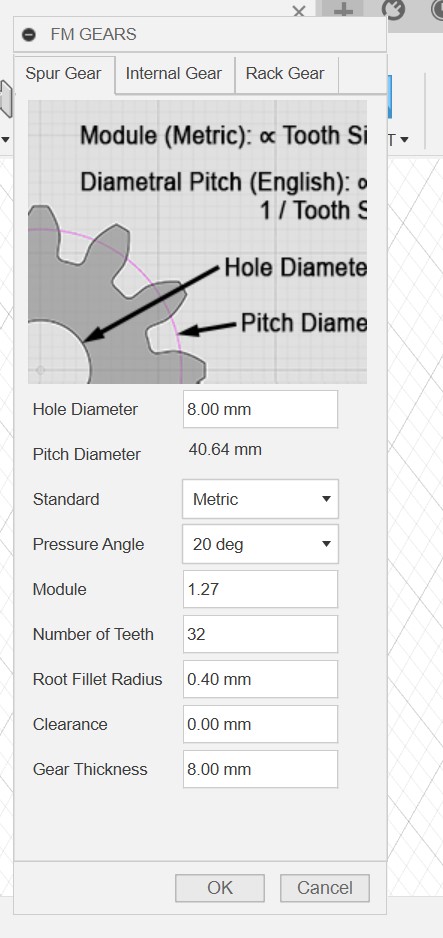 FM GEARS
Spur Gear Internal Gear Rack Gear
Module (Metric): ∝ Tooth Si
Diametral Pitch (English): ∝
1 / Tooth S
Hole Diamete
Pitch Diame
Hole Diameter 8.00 mm
Pitch Diameter 40.64 mm
Standard Metric
Pressure Angle 20 deg
Module 1.27
Number of Teeth 32
Root Fillet Radius 0.40 mm
Clearance 0.00 mm
Gear Thickness 8.00 mm
OK Cancel
T